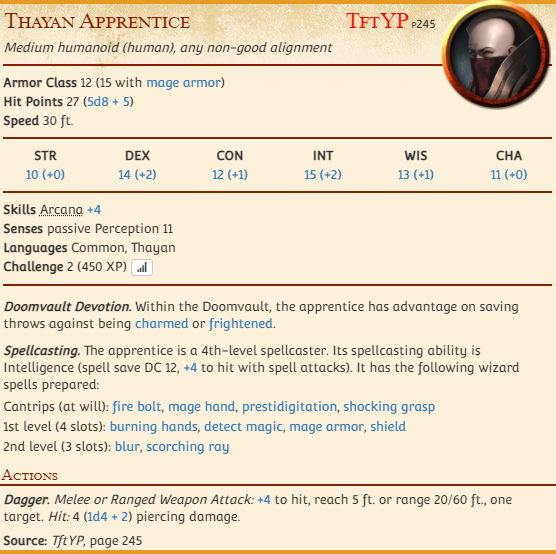 Thayan Apprentice TftYP p245
Medium humanoid (human), any non-good alignment
Armor Class 12 (15 with mage armor)
Hit Points 27 (5d8 + 5)
Speed 30 ft.
STR DEX CON INT WIS CHA
10 (+0) 14 (+2) 12 (+1) 15 (+2) 13 (+1) 11 (+0)
Skills Arcana +4
Senses passive Perception 11
Languages Common, Thayan
Challenge 2 (450 XP)
Doomvault Devotion. Within the Doomvault, the apprentice has advantage on saving
throws against being charmed or frightened.
Spellcasting. The apprentice is a 4th-level spellcaster. Its spellcasting ability is
Intelligence (spell save DC 12, +4 to hit with spell attacks). It has the following wizard
spells prepared:
Cantrips (at will): fire bolt, mage hand, prestidigitation, shocking grasp
1st level (4 slots): burning hands, detect magic, mage armor, shield
2nd level (3 slots): blur, scorching ray
Actions
Dagger. Melee or Ranged Weapon Attack: +4 to hit, reach 5 ft. or range 20/60 ft., one
target. Hit: 4 (1d4 + 2) piercing damage.
Source: TftYP, page 245